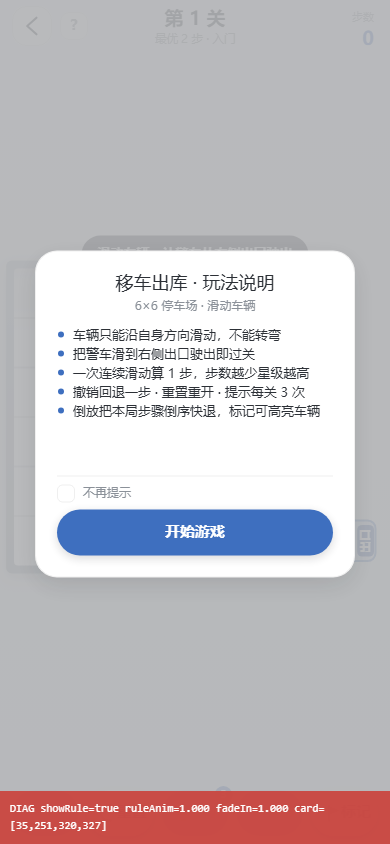 ?
第 1 关
最优 2 步 · 入门
步数
0
移车出库 · 玩法说明
6×6 停车场 · 滑动车辆
车辆只能沿自身方向滑动，不能转弯
把警车滑到右侧出口驶出即过关
一次连续滑动算 1 步，步数越少星级越高
撤销回退一步 · 重置重开 · 提示每关 3 次
倒放把本局步骤倒序快退，标记可高亮车辆
不再提示
开始游戏
DIAG showRule=true ruleAnim=1.000 fadeIn=1.000 card=
[35,251,320,327]